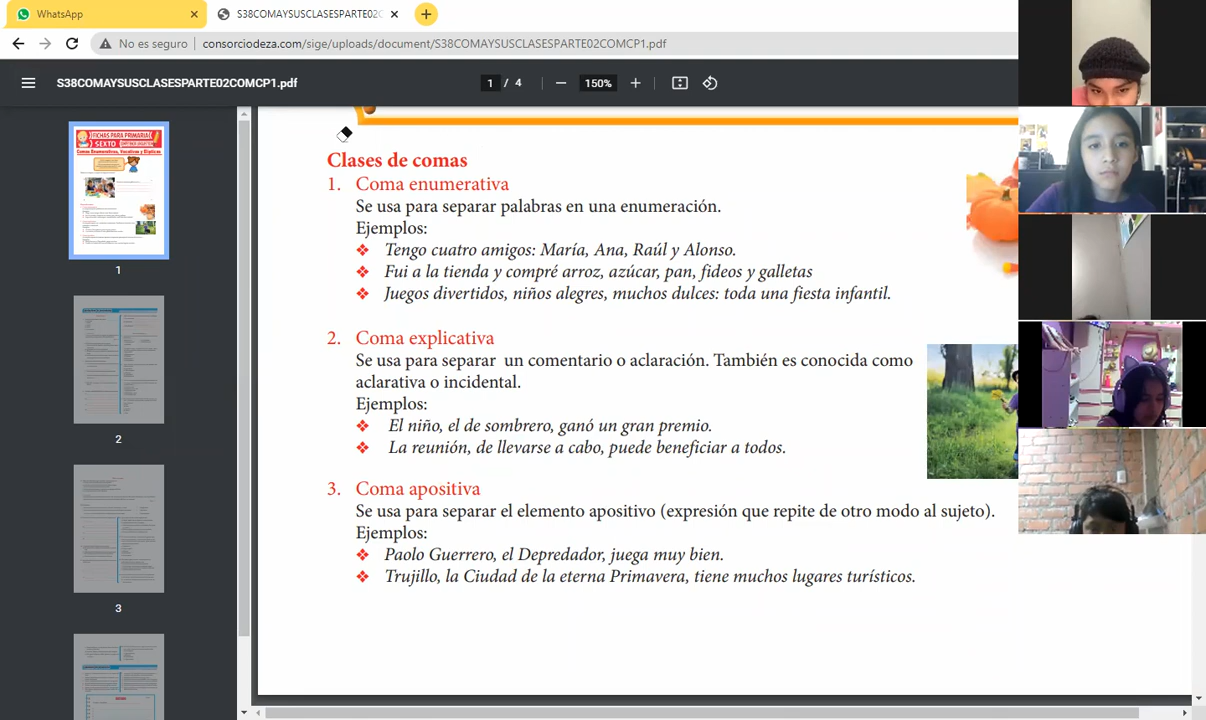 WhatsApp
S38COMAYSUSCLASESPARTE02C
No es seguro
consorciodeza.com/sige/uploads/document/S38COMAYSUSCLASESPARTE02COMCP1.pdf
S38COMAYSUSCLASESPARTE02COMCP1.pdf
1 / 4
150%
FICHAS PARA PRIMARIA
SEXTO
1
2
3
Clases de comas
1. Coma enumerativa
Se usa para separar palabras en una enumeración.
Ejemplos:
❖ Tengo cuatro amigos: María, Ana, Raúl y Alonso.
❖ Fui a la tienda y compré arroz, azúcar, pan, fideos y galletas
❖ Juegos divertidos, niños alegres, muchos dulces: toda una fiesta infantil.
2. Coma explicativa
Se usa para separar un comentario o aclaración. También es conocida como
aclarativa o incidental.
Ejemplos:
❖ El niño, el de sombrero, ganó un gran premio.
❖ La reunión, de llevarse a cabo, puede beneficiar a todos.
3. Coma apositiva
Se usa para separar el elemento apositivo (expresión que repite de otro modo al sujeto).
Ejemplos:
❖ Paolo Guerrero, el Depredador, juega muy bien.
❖ Trujillo, la Ciudad de la eterna Primavera, tiene muchos lugares turísticos.